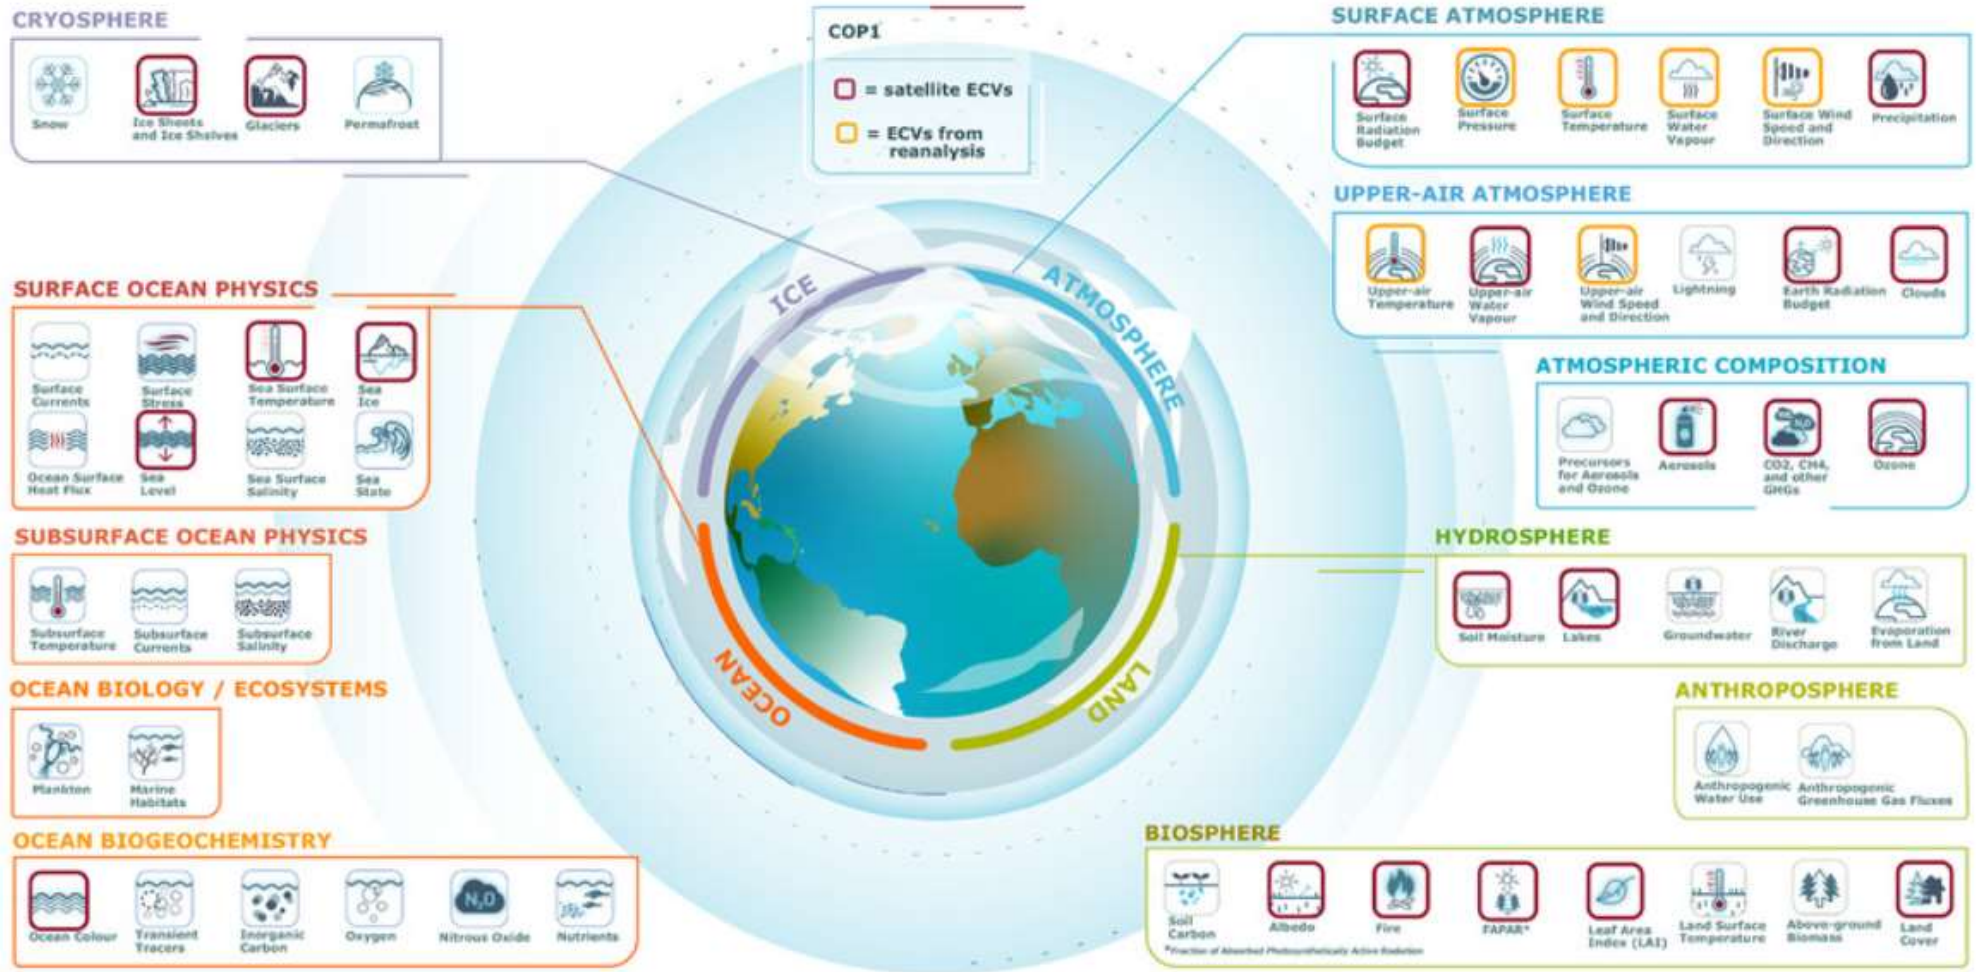 CRYOSPHERE
Snow
Ice Sheets
and Ice Shelves
Glaciers
Permafrost
COP1
= satellite ECVs
= ECVs from
reanalysis
SURFACE ATMOSPHERE
Surface
Radiation
Budget
Surface
Pressure
Surface
Temperature
Surface
Water
Vapour
Surface Wind
Speed and
Direction
Precipitation
UPPER-AIR ATMOSPHERE
Upper-air
Temperature
Upper-air
Water
Vapour
Upper-air
Wind Speed
and Direction
Lightning
Earth Radiation
Budget
Clouds
SURFACE OCEAN PHYSICS
Surface
Currents
Surface
Stress
Sea Surface
Temperature
Sea
Ice
Ocean Surface
Heat Flux
Sea
Level
Sea Surface
Salinity
Sea
State
ICE
ATMOSPHERE
OCEAN
LAND
ATMOSPHERIC COMPOSITION
Precursors
for Aerosols
and Ozone
Aerosols
N2O
CO2, CH4,
and other
GHGs
Ozone
SUBSURFACE OCEAN PHYSICS
Subsurface
Temperature
Subsurface
Currents
Subsurface
Salinity
HYDROSPHERE
Soil Moisture
Lakes
Groundwater
River
Discharge
Evaporation
from Land
OCEAN BIOLOGY / ECOSYSTEMS
Plankton
Marine
Habitats
ANTHROPOSPHERE
Anthropogenic
Water Use
Anthropogenic
Greenhouse Gas Fluxes
OCEAN BIOGEOCHEMISTRY
Ocean Colour
Transient
Tracers
Inorganic
Carbon
Oxygen
N2O
Nitrous Oxide
Nutrients
BIOSPHERE
Soil
Carbon
Albedo
Fire
FAPAR*
Leaf Area
Index (LAI)
Land Surface
Temperature
Above-ground
Biomass
Land
Cover
*Fraction of Absorbed Photosynthetically Active Radiation